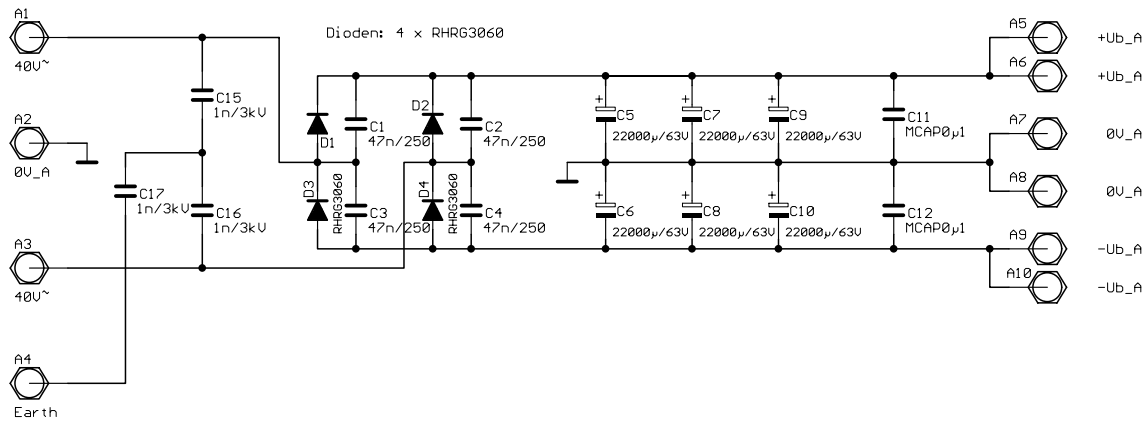 A1
40V~
A2
0V_A
A3
40V~
A4
Earth
C15
1n/3kV
C17
1n/3kV
C16
1n/3kV
Dioden: 4 x RHRG3060
D1
C1
47n/250
D2
C2
47n/250
D3
RHRG3060
C3
47n/250
D4
RHRG3060
C4
47n/250
+
C5
22000µ/63V
+
C7
22000µ/63V
+
C9
22000µ/63V
C11
MCAP0µ1
+
C6
22000µ/63V
+
C8
22000µ/63V
+
C10
22000µ/63V
C12
MCAP0µ1
A5
+Ub_A
A6
+Ub_A
A7
0V_A
A8
0V_A
A9
-Ub_A
A10
-Ub_A